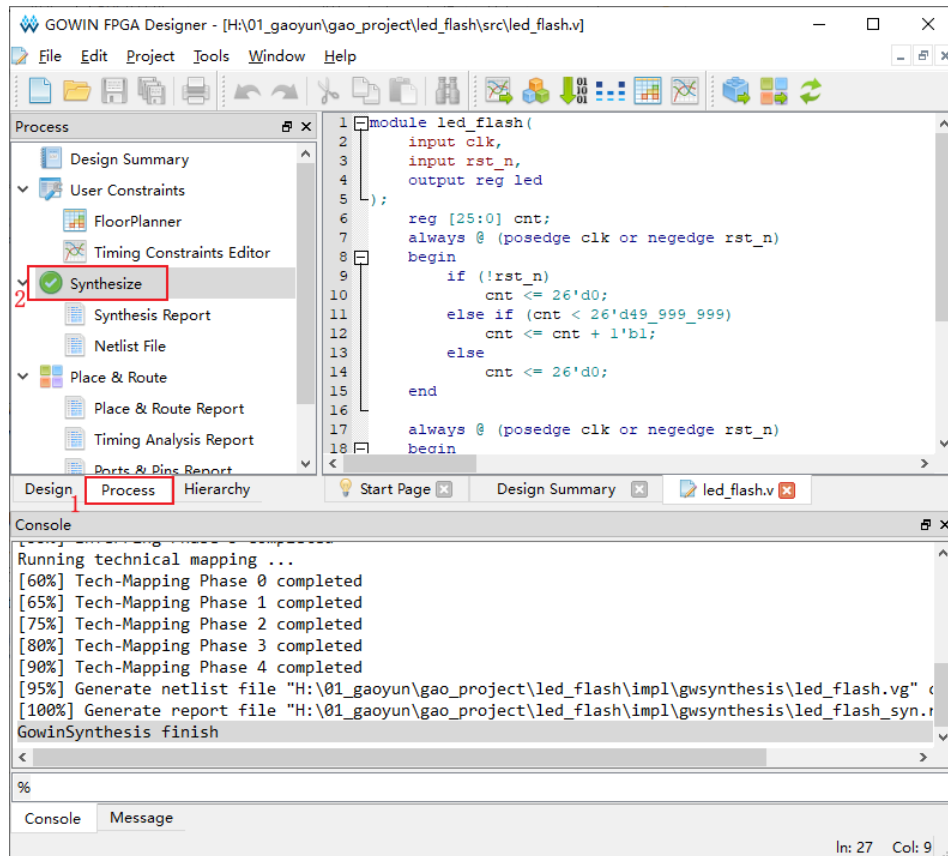 GOWIN FPGA Designer - [H:\01_gaoyun\gao_project\led_flash\src\led_flash.v]
File Edit Project Tools Window Help
Process
Design Summary
User Constraints
FloorPlanner
Timing Constraints Editor
2 Synthesize
Synthesis Report
Netlist File
Place & Route
Place & Route Report
Timing Analysis Report
Ports & Pins Report
Design Process Hierarchy
1
1 module led_flash(
2 input clk,
3 input rst_n,
4 output reg led
5 );
6 reg [25:0] cnt;
7 always @ (posedge clk or negedge rst_n)
8 begin
9 if (!rst_n)
10 cnt <= 26'd0;
11 else if (cnt < 26'd49_999_999)
12 cnt <= cnt + 1'b1;
13 else
14 cnt <= 26'd0;
15 end
16
17 always @ (posedge clk or negedge rst_n)
18 begin
Start Page Design Summary led_flash.v
Console
Running technical mapping ...
[60%] Tech-Mapping Phase 0 completed
[65%] Tech-Mapping Phase 1 completed
[75%] Tech-Mapping Phase 2 completed
[80%] Tech-Mapping Phase 3 completed
[90%] Tech-Mapping Phase 4 completed
[95%] Generate netlist file "H:\01_gaoyun\gao_project\led_flash\impl\gwsynthesis\led_flash.vg"
[100%] Generate report file "H:\01_gaoyun\gao_project\led_flash\impl\gwsynthesis\led_flash_syn.r
GowinSynthesis finish
%
Console Message
ln: 27 Col: 9